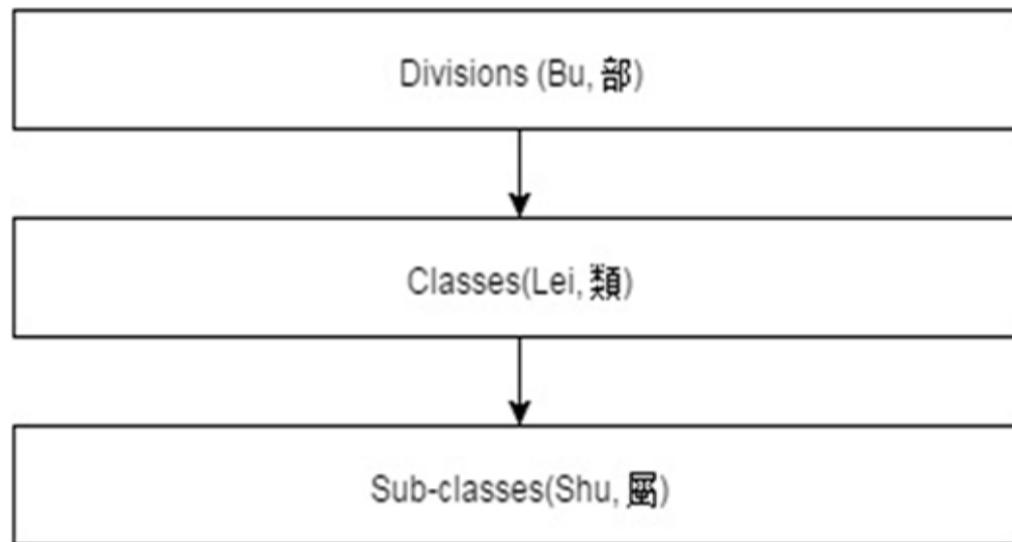 Divisions (Bu, 部)
Classes(Lei, 類)
Sub-classes(Shu, 屬)